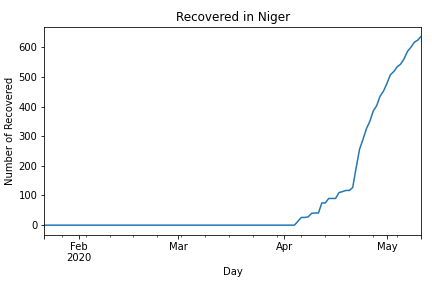 Recovered in Niger
Number of Recovered
600
500
400
300
200
100
0
Feb
2020
Mar
Apr
May
Day